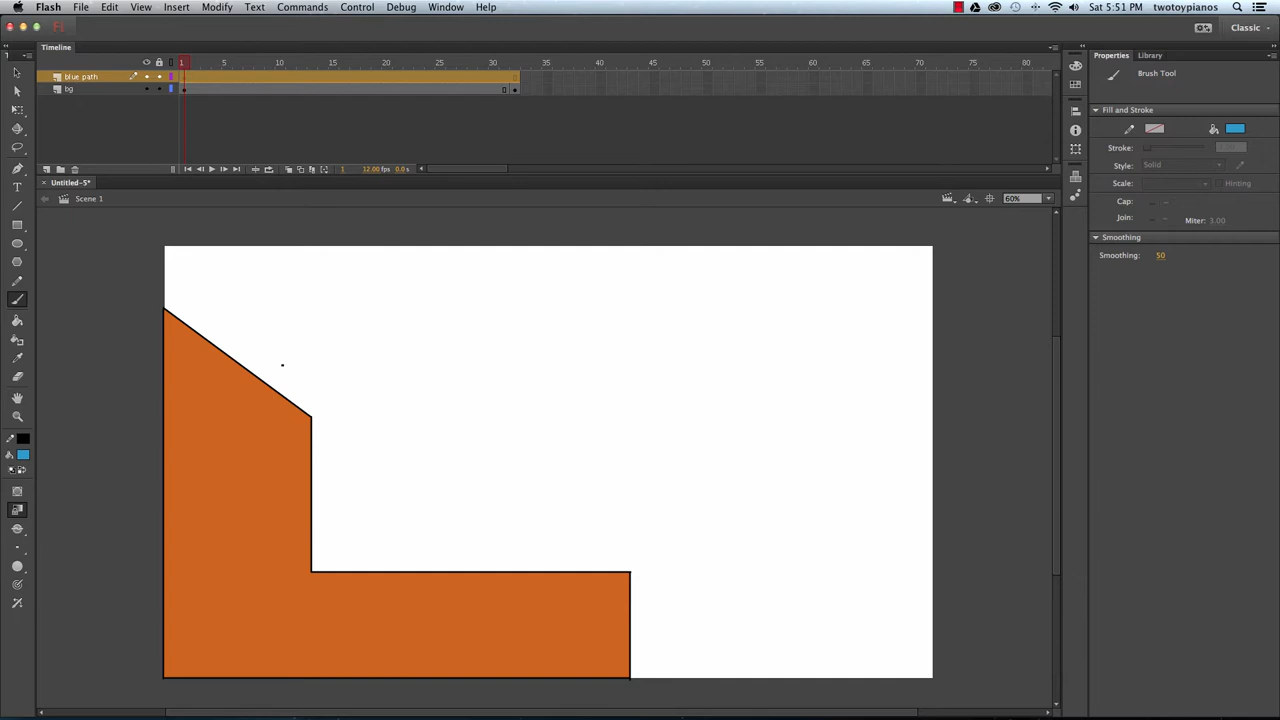 Flash File Edit View Insert Modify Text Commands Control Debug Window Help Sat 5:51 PM twotoypianos
Fl Classic
Timeline Properties Library
1 5 10 15 20 25 30 35 40 45 50 55 60 65 70 75 80
blue path
bg
Brush Tool
Fill and Stroke
Stroke:
Style: Solid
1 12.00 fps 0.0 s
Scale: Hinting
Untitled-5*
Scene 1 60%
Cap:
Join: Miter: 3.00
Smoothing
Smoothing: 50